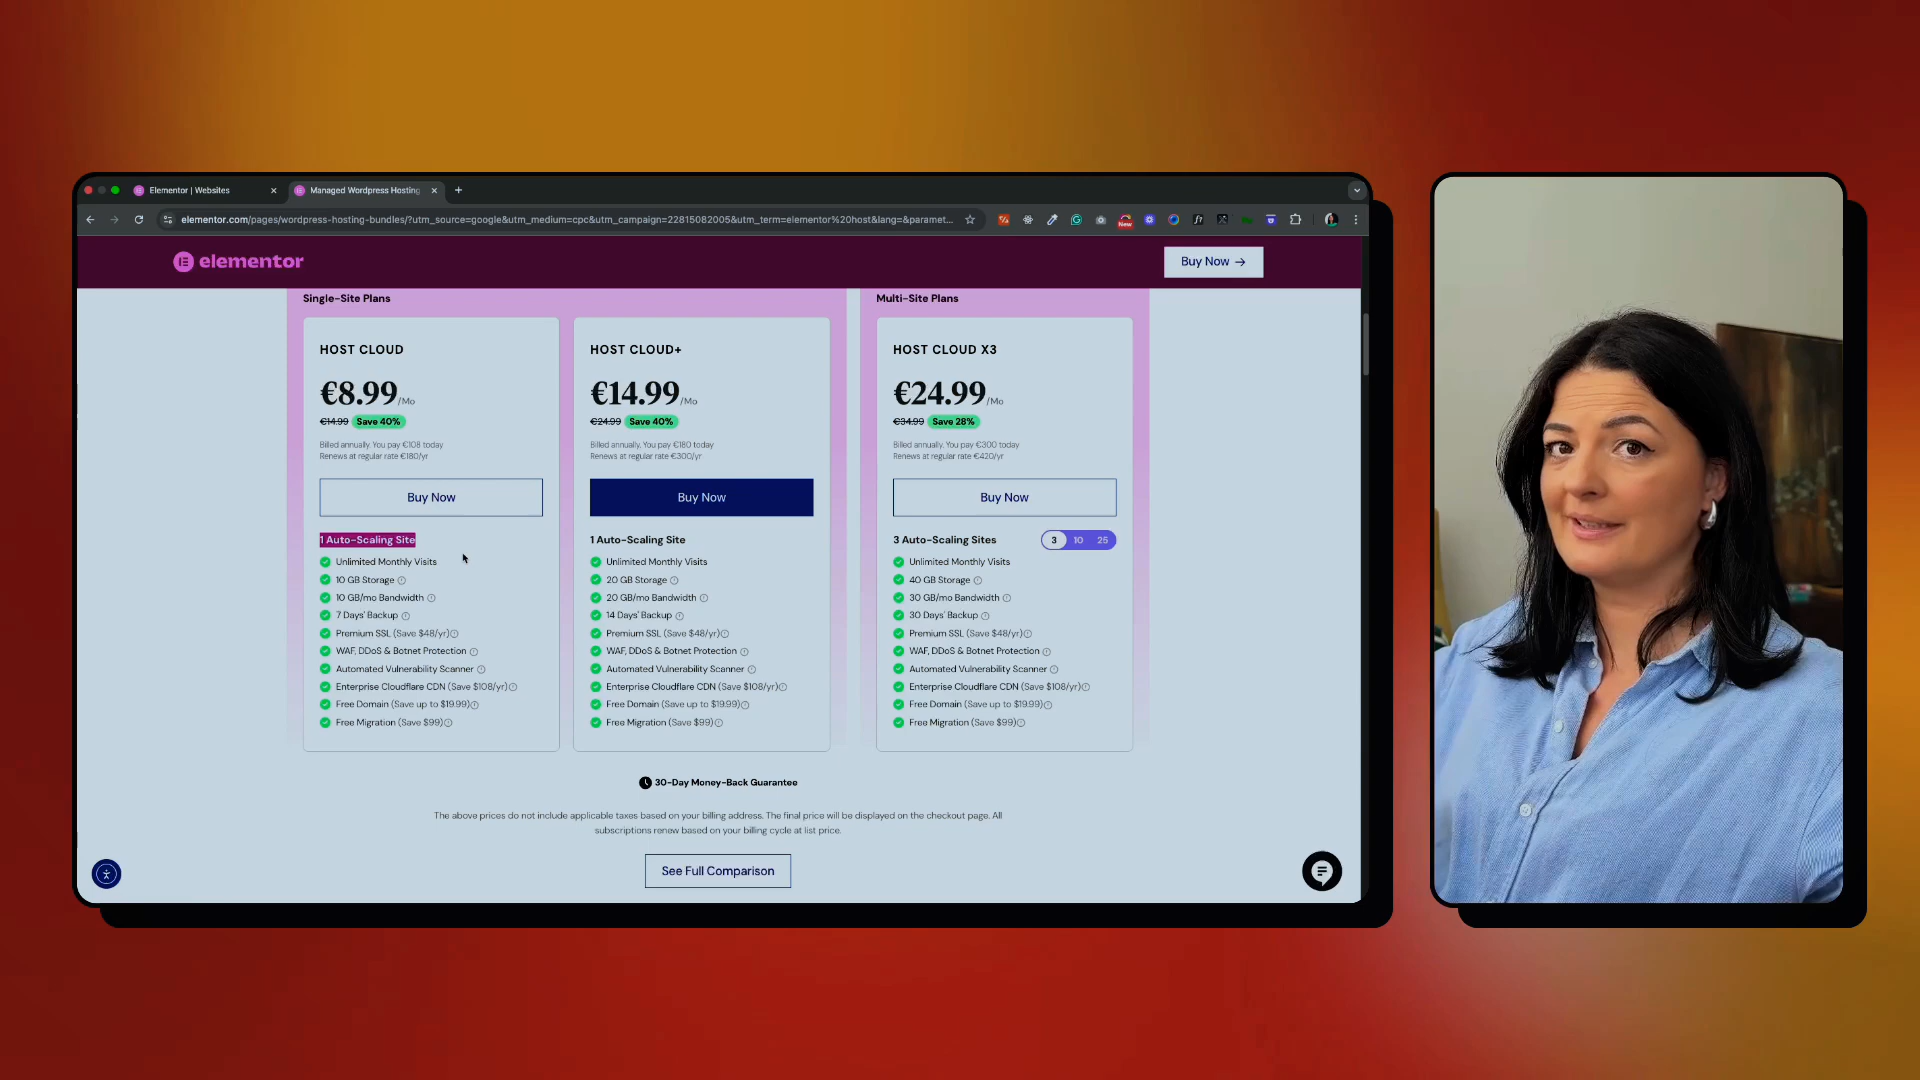 Elementor | Websites
Managed Wordpress Hosting
elementor.com/pages/wordpress-hosting-bundles/?utm_source=google&utm_medium=cpc&utm_campaign=22815082005&utm_term=elementor%20host&lang=&paramet...
New
elementor
Buy Now →
Single-Site Plans
Multi-Site Plans
HOST CLOUD
€8.99/Mo
€14.99 Save 40%
Billed annually. You pay €108 today
Renews at regular rate €180/yr
Buy Now
1 Auto-Scaling Site
Unlimited Monthly Visits
10 GB Storage
10 GB/mo Bandwidth
7 Days' Backup
Premium SSL (Save $48/yr)
WAF, DDoS & Botnet Protection
Automated Vulnerability Scanner
Enterprise Cloudflare CDN (Save $108/yr)
Free Domain (Save up to $19.99)
Free Migration (Save $99)
HOST CLOUD+
€14.99/Mo
€24.99 Save 40%
Billed annually. You pay €180 today
Renews at regular rate €300/yr
Buy Now
1 Auto-Scaling Site
Unlimited Monthly Visits
20 GB Storage
20 GB/mo Bandwidth
14 Days' Backup
Premium SSL (Save $48/yr)
WAF, DDoS & Botnet Protection
Automated Vulnerability Scanner
Enterprise Cloudflare CDN (Save $108/yr)
Free Domain (Save up to $19.99)
Free Migration (Save $99)
HOST CLOUD X3
€24.99/Mo
€34.99 Save 28%
Billed annually. You pay €300 today
Renews at regular rate €420/yr
Buy Now
3 Auto-Scaling Sites
3 10 25
Unlimited Monthly Visits
40 GB Storage
30 GB/mo Bandwidth
30 Days' Backup
Premium SSL (Save $48/yr)
WAF, DDoS & Botnet Protection
Automated Vulnerability Scanner
Enterprise Cloudflare CDN (Save $108/yr)
Free Domain (Save up to $19.99)
Free Migration (Save $99)
30-Day Money-Back Guarantee
The above prices do not include applicable taxes based on your billing address. The final price will be displayed on the checkout page. All
subscriptions renew based on your billing cycle at list price.
See Full Comparison